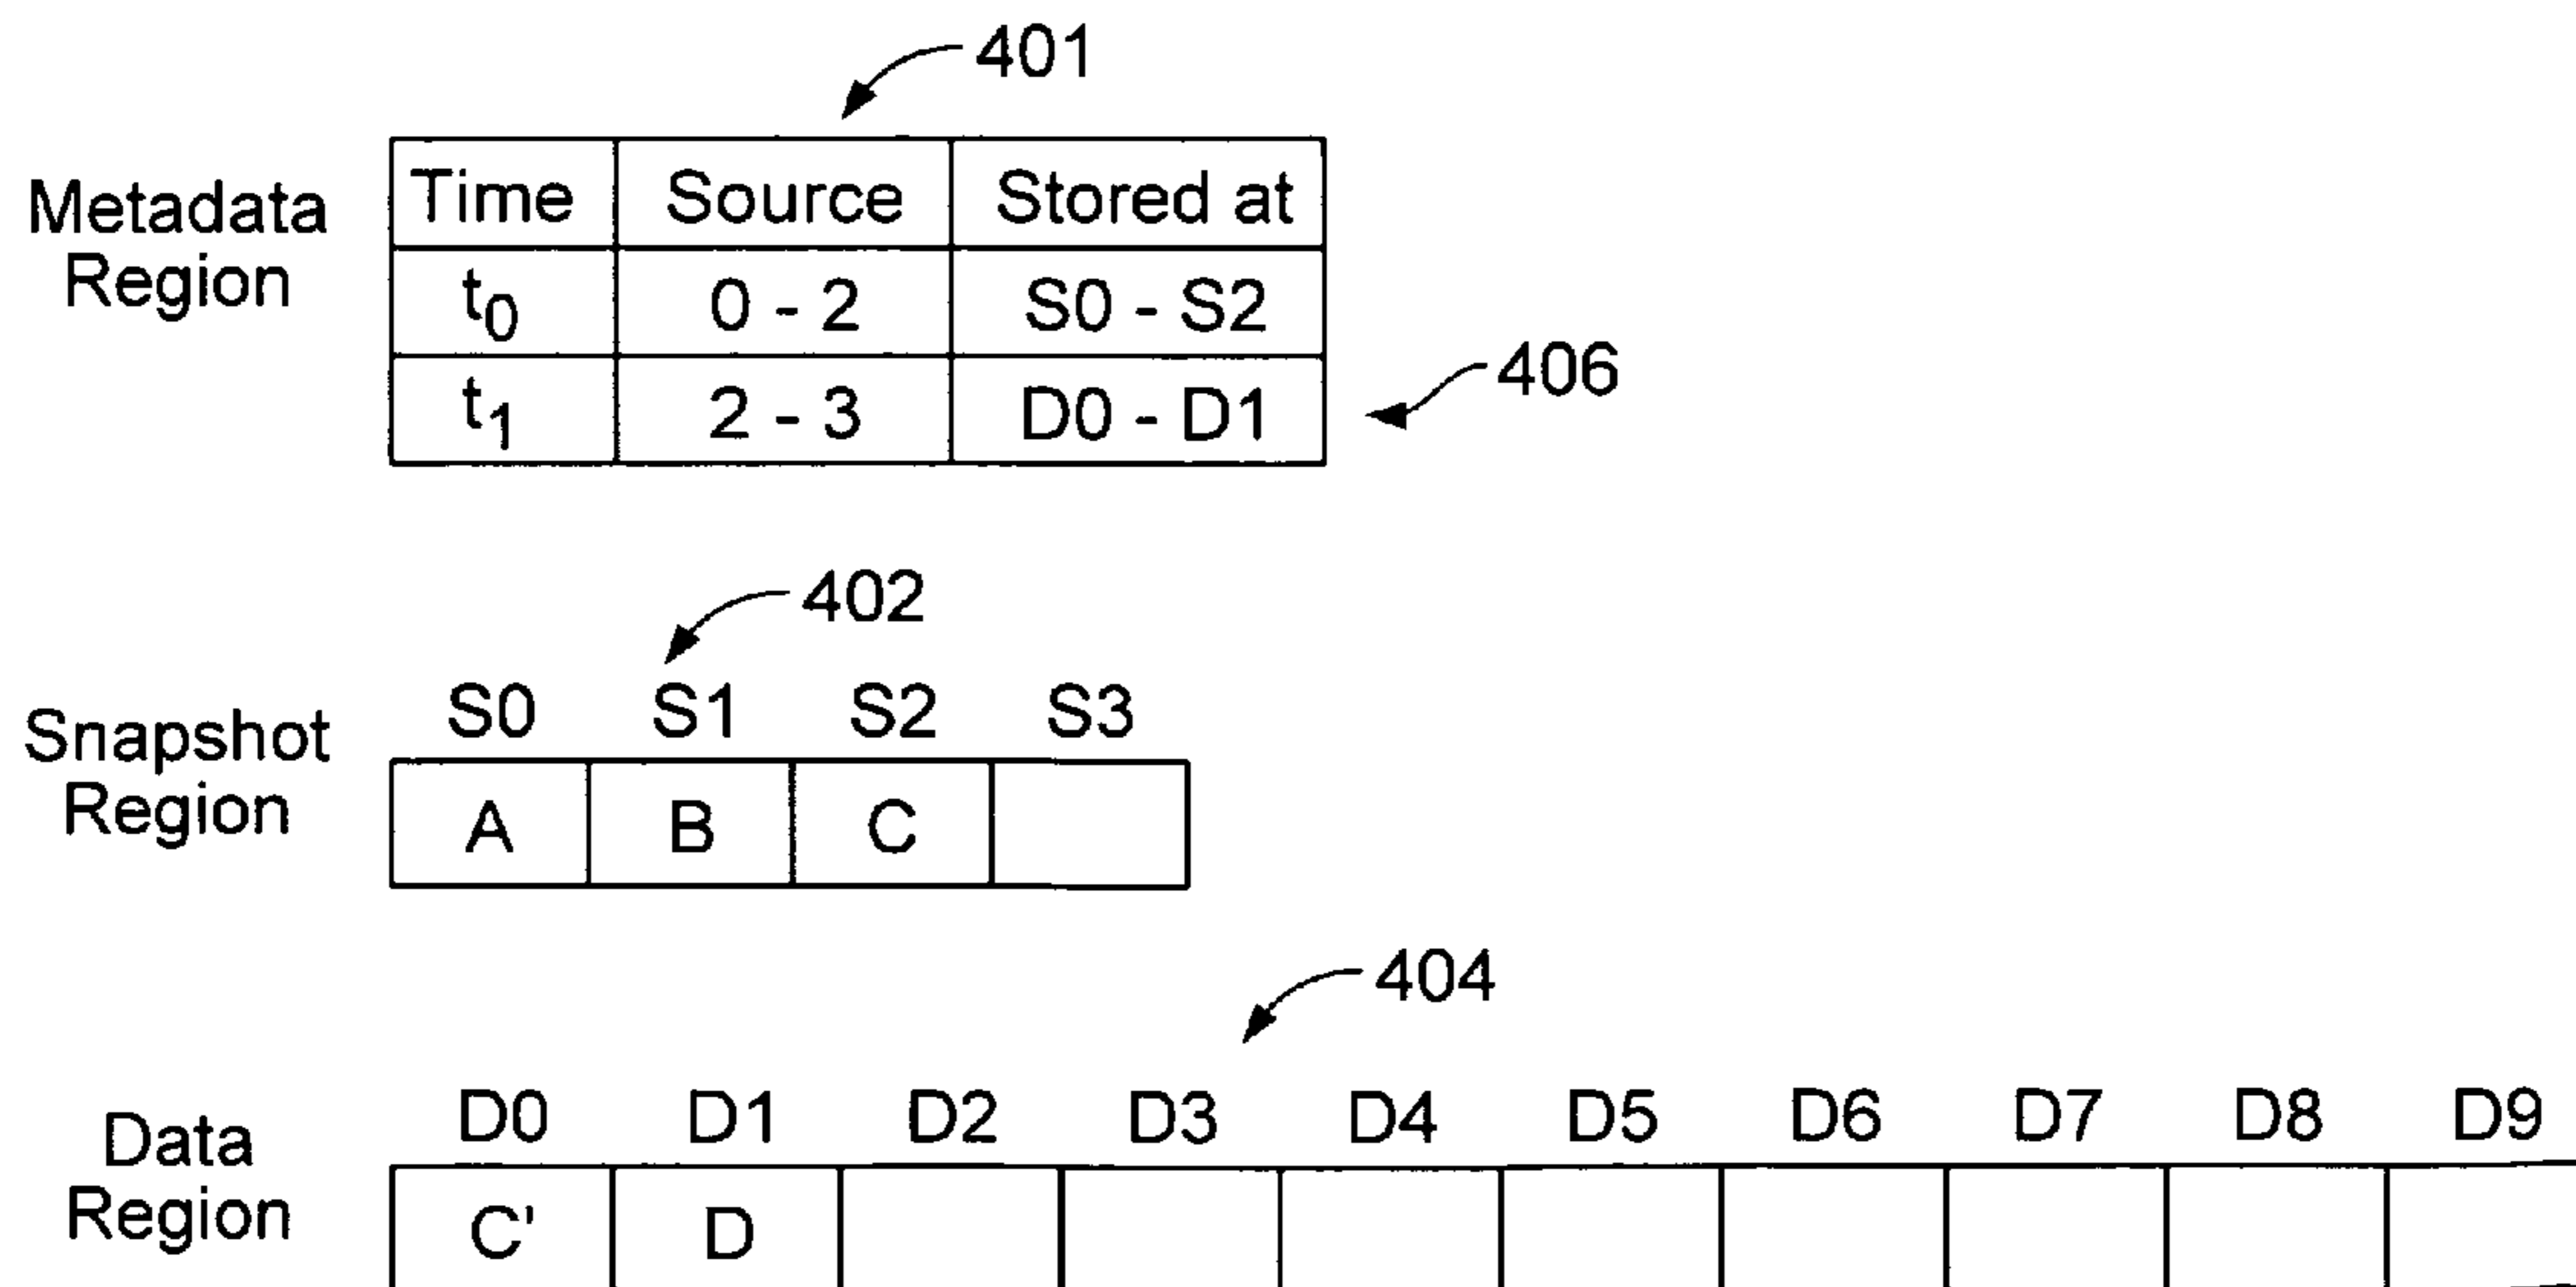 401
Metadata
Region
Time Source Stored at
t0 0 - 2 S0 - S2
t1 2 - 3 D0 - D1
406
402
Snapshot
Region
S0 S1 S2 S3
A B C
404
Data
Region
D0 D1 D2 D3 D4 D5 D6 D7 D8 D9
C' D